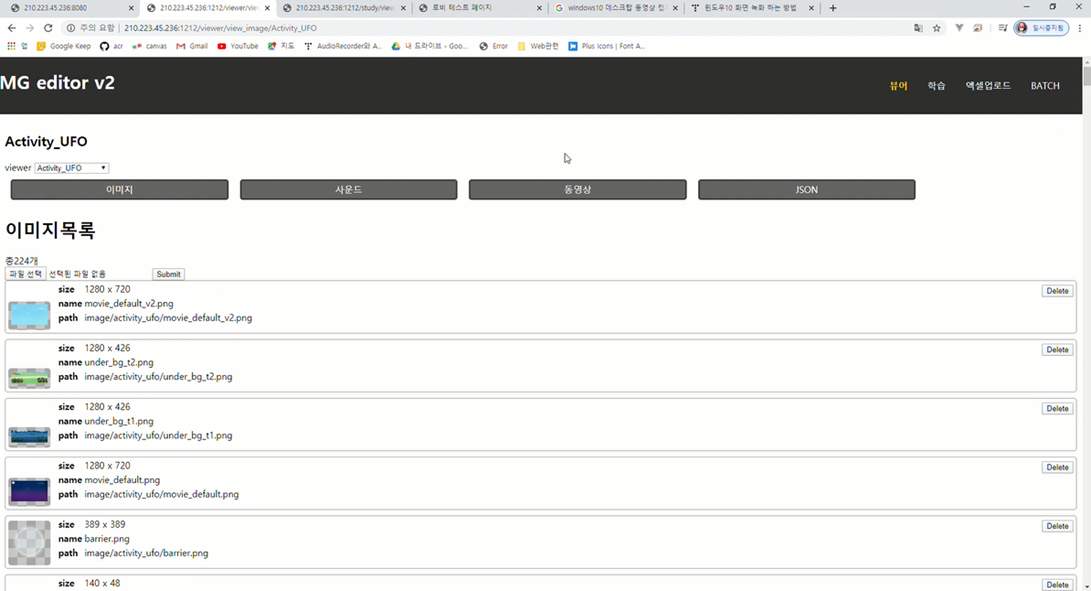 210.223.45.236:8080
210.223.45.236:1212/viewer/vi
210.223.45.236:1212/study/view
로비 테스트 페이지
windows10 데스크탑 동영상 캡
윈도우10 화면 녹화 하는 방법
주의 요함 | 210.223.45.236:1212/viewer/view_image/Activity_UFO
일시중지됨
앱 Google Keep acr canvas Gmail YouTube 지도 AudioRecorder와 A... 내 드라이브 - Goo... Error Web관련 Plus Icons | Font A...
MG editor v2
뷰어 학습 엑셀업로드 BATCH
Activity_UFO
viewer Activity_UFO
이미지 사운드 동영상 JSON
이미지목록
총224개
파일 선택 선택된 파일 없음 Submit
size 1280 x 720 Delete
name movie_default_v2.png
path image/activity_ufo/movie_default_v2.png
size 1280 x 426 Delete
name under_bg_t2.png
path image/activity_ufo/under_bg_t2.png
size 1280 x 426 Delete
name under_bg_t1.png
path image/activity_ufo/under_bg_t1.png
size 1280 x 720 Delete
name movie_default.png
path image/activity_ufo/movie_default.png
size 389 x 389 Delete
name barrier.png
path image/activity_ufo/barrier.png
size 140 x 48 Delete